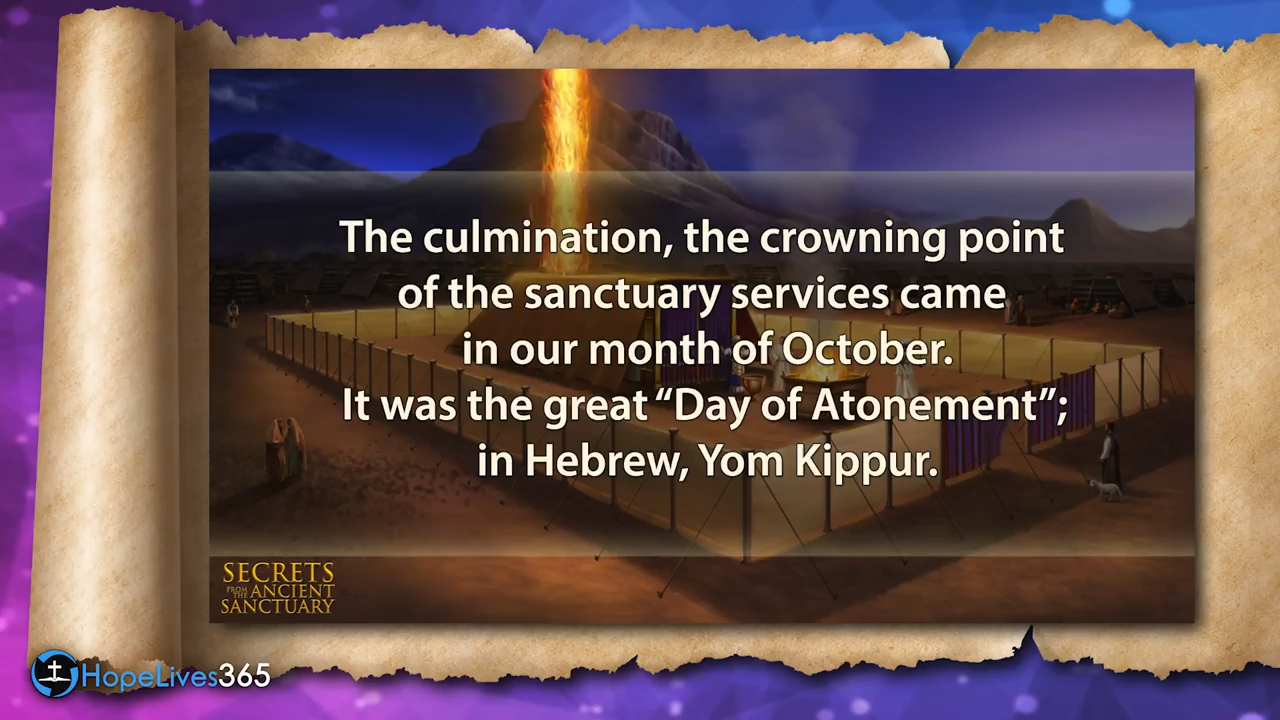 The culmination, the crowning point
of the sanctuary services came
in our month of October.
It was the great “Day of Atonement”;
in Hebrew, Yom Kippur.
SECRETS
FROM THE ANCIENT
SANCTUARY
HopeLives365